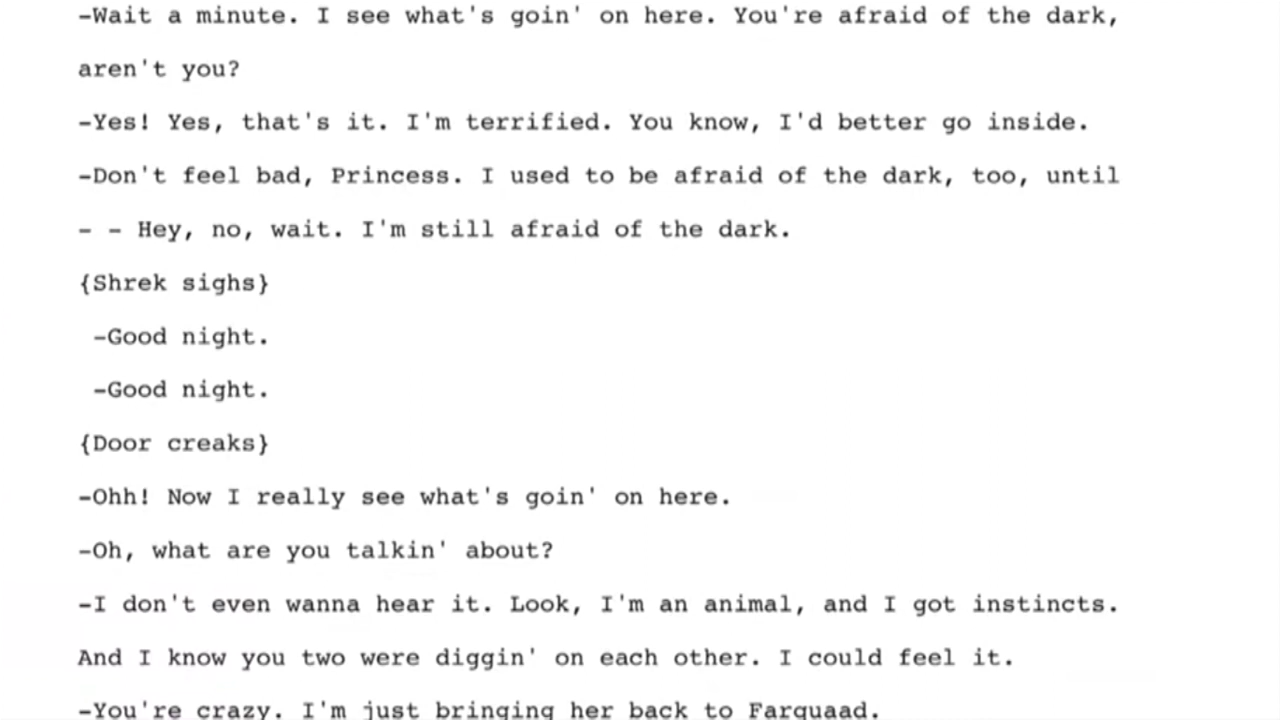 -Wait a minute. I see what's goin' on here. You're afraid of the dark,
aren't you?
-Yes! Yes, that's it. I'm terrified. You know, I'd better go inside.
-Don't feel bad, Princess. I used to be afraid of the dark, too, until
- - Hey, no, wait. I'm still afraid of the dark.
{Shrek sighs}
-Good night.
-Good night.
{Door creaks}
-Ohh! Now I really see what's goin' on here.
-Oh, what are you talkin' about?
-I don't even wanna hear it. Look, I'm an animal, and I got instincts.
And I know you two were diggin' on each other. I could feel it.
-You're crazy. I'm just bringing her back to Farquaad.